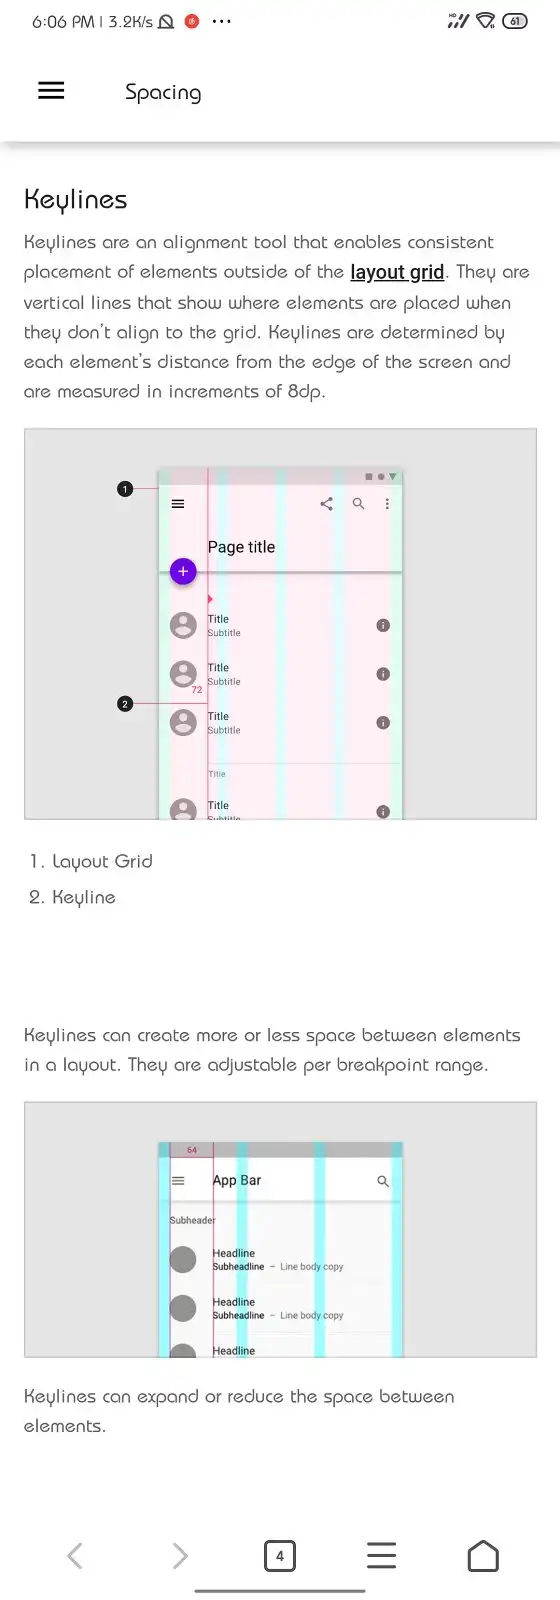 6:06 PM | 3.2K/s
HD
61
Spacing
Keylines
Keylines are an alignment tool that enables consistent
placement of elements outside of the layout grid. They are
vertical lines that show where elements are placed when
they don't align to the grid. Keylines are determined by
each element's distance from the edge of the screen and
are measured in increments of 8dp.
1
Page title
+
Title
Subtitle
Title
Subtitle
72
2
Title
Subtitle
Title
Title
Subtitle
1. Layout Grid
2. Keyline
Keylines can create more or less space between elements
in a layout. They are adjustable per breakpoint range.
64
App Bar
Subheader
Headline
Subheadline – Line body copy
Headline
Subheadline – Line body copy
Headline
Keylines can expand or reduce the space between
elements.
4